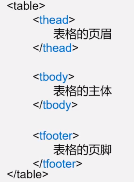 <table>
<thead>
表格的页眉
</thead>
<tbody>
表格的主体
</tbody>
<tfooter>
表格的页脚
</tfooter>
</table>